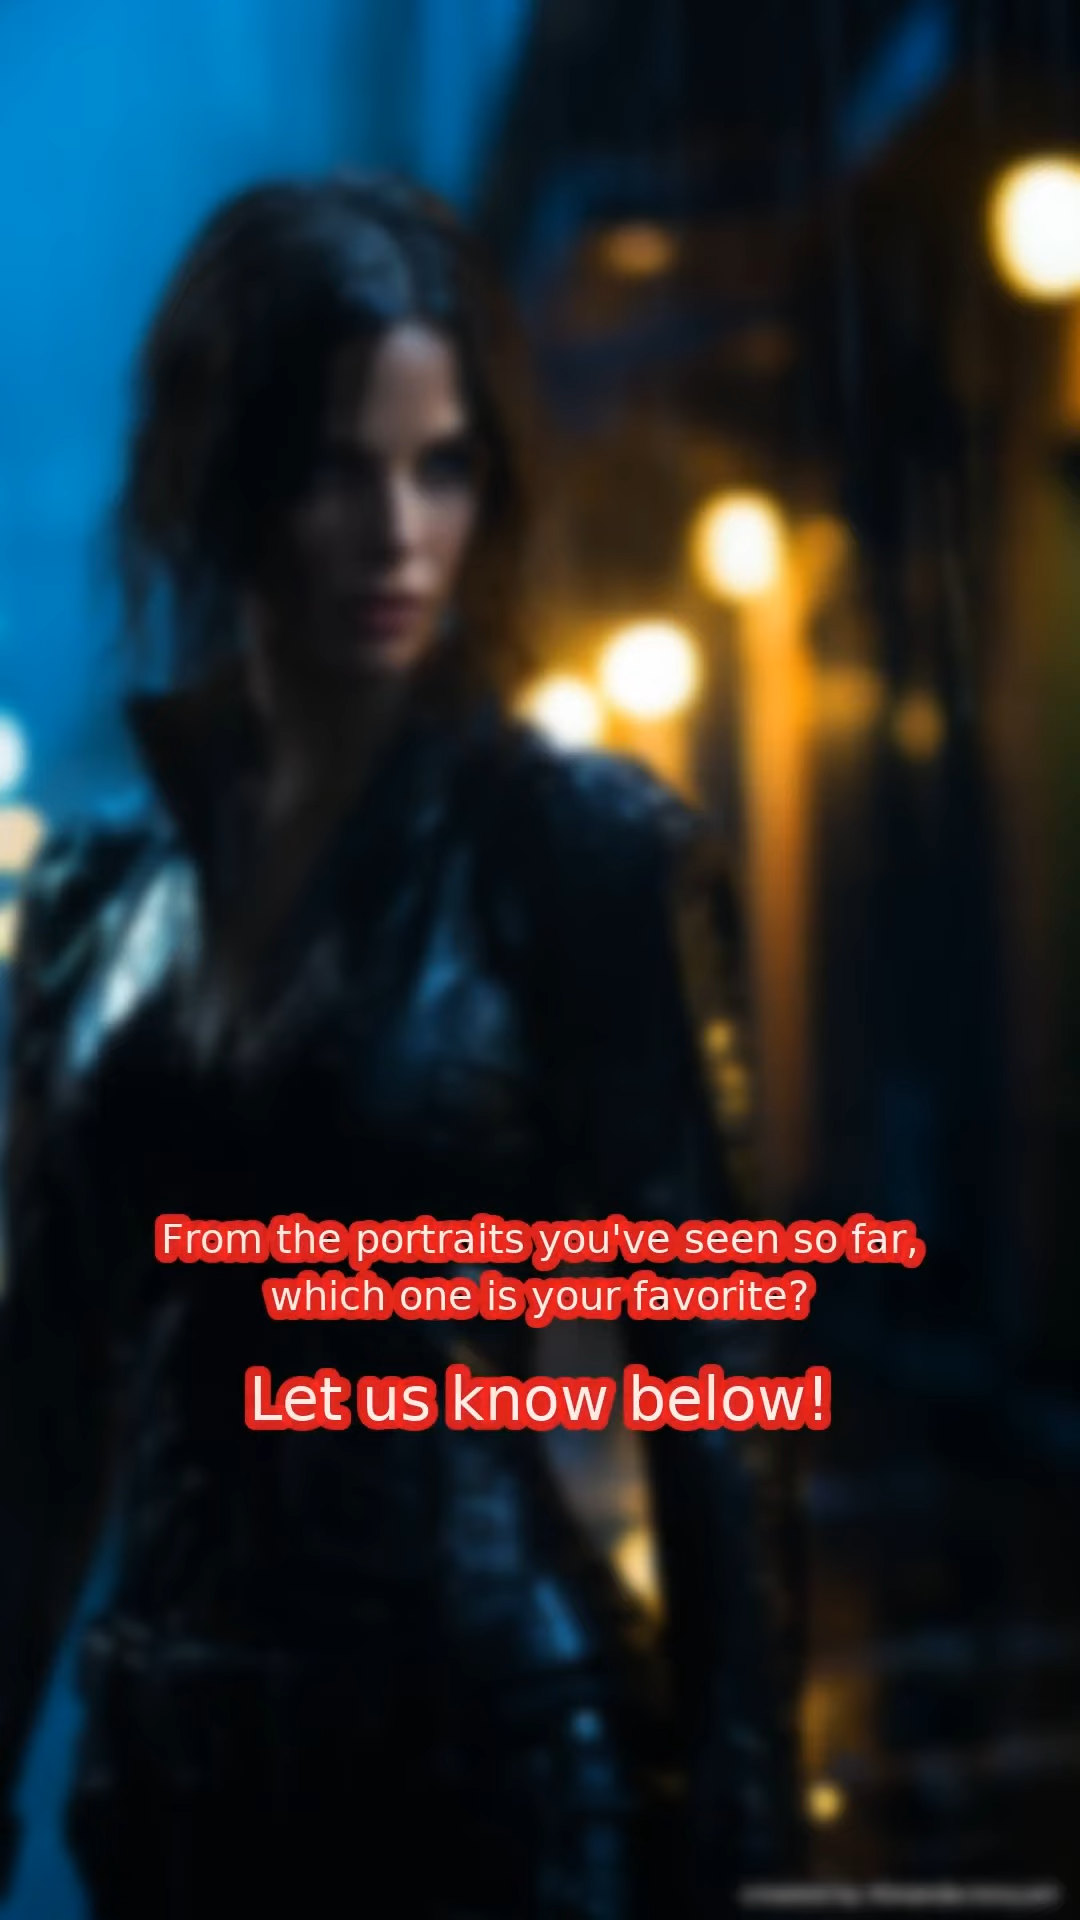 From the portraits you've seen so far,
which one is your favorite?
Let us know below!